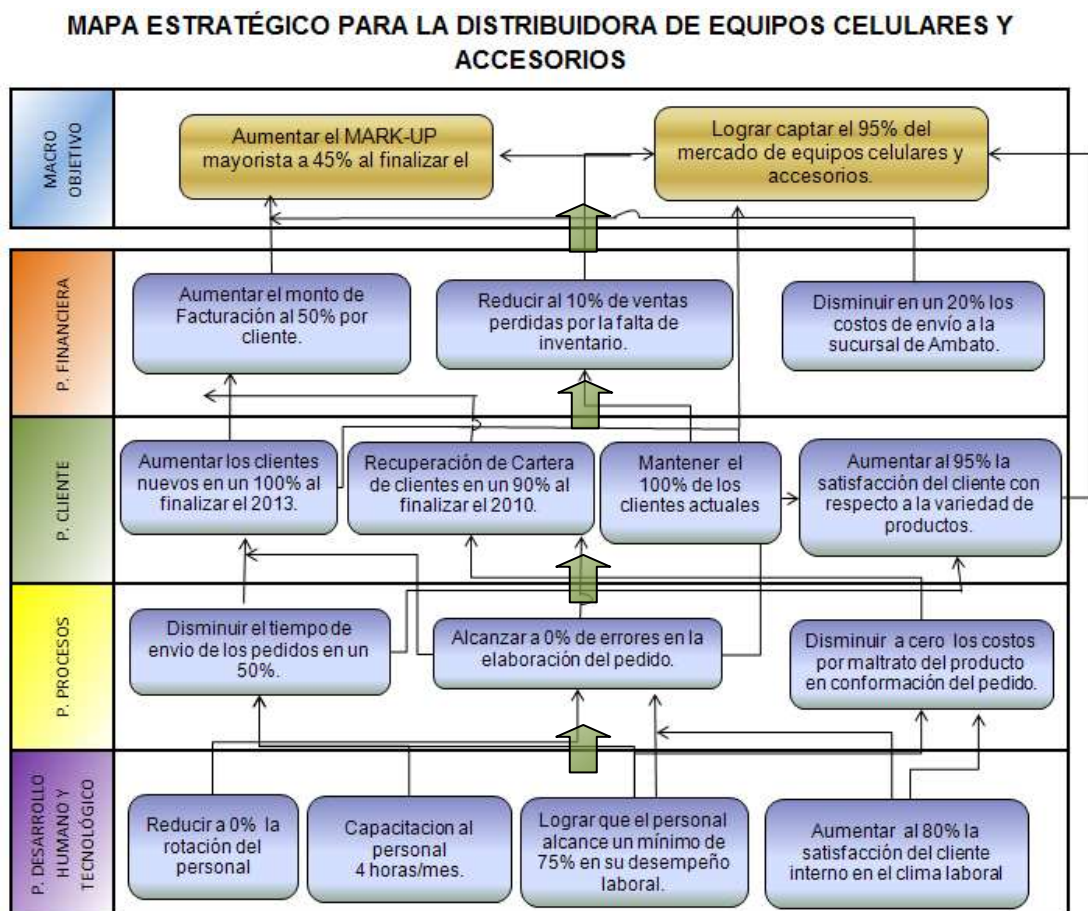 MAPA ESTRATÉGICO PARA LA DISTRIBUIDORA DE EQUIPOS CELULARES Y
ACCESORIOS
MACRO
OBJETIVO
Aumentar el MARK-UP
mayorista a 45% al finalizar el
Lograr captar el 95% del
mercado de equipos celulares y
accesorios.
P. FINANCIERA
Aumentar el monto de
Facturación al 50% por
cliente.
Reducir al 10% de ventas
perdidas por la falta de
inventario.
Disminuir en un 20% los
costos de envío a la
sucursal de Ambato.
P. CLIENTE
Aumentar los clientes
nuevos en un 100% al
finalizar el 2013.
Recuperación de Cartera
de clientes en un 90% al
finalizar el 2010.
Mantener el
100% de los
clientes actuales
Aumentar al 95% la
satisfacción del cliente con
respecto a la variedad de
productos.
P. PROCESOS
Disminuir el tiempo de
envio de los pedidos en un
50%.
Alcanzar a 0% de errores en la
elaboración del pedido.
Disminuir a cero los costos
por maltrato del producto
en conformación del pedido.
P. DESARROLLO
HUMANO Y
TECNOLÓGICO
Reducir a 0% la
rotación del
personal
Capacitacion al
personal
4 horas/mes.
Lograr que el personal
alcance un mínimo de
75% en su desempeño
laboral.
Aumentar al 80% la
satisfacción del cliente
interno en el clima laboral